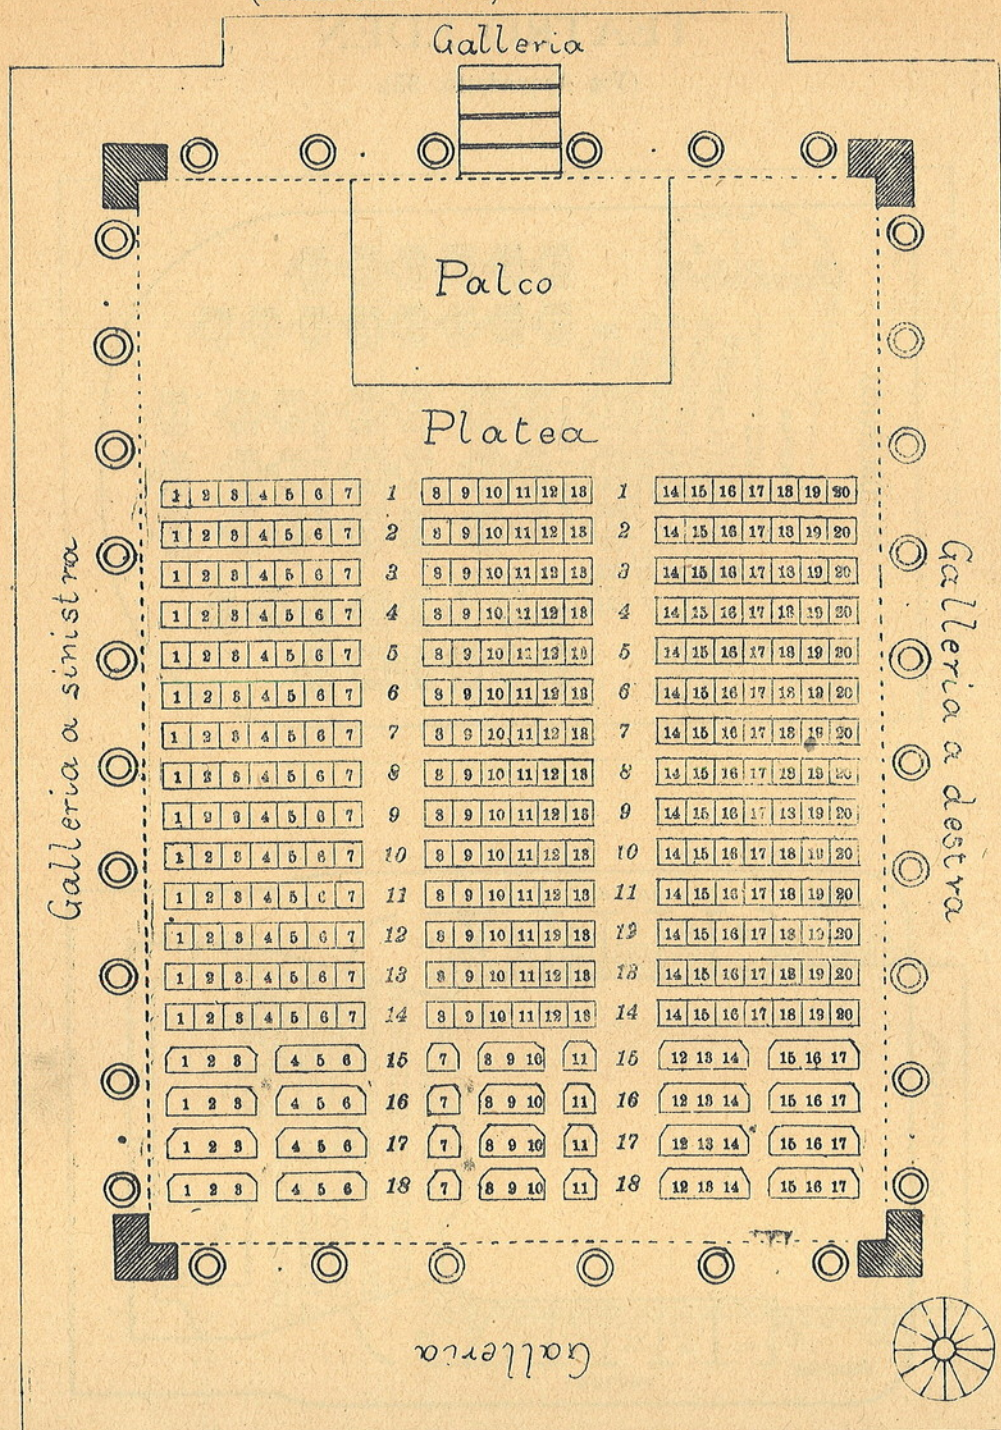 Galleria
Palco
Platea
Galleria a sinistra
Galleria a destra
1 2 3 4 5 6 7 1 8 9 10 11 12 13 1 14 15 16 17 18 19 20
1 2 3 4 5 6 7 2 8 9 10 11 12 13 2 14 15 16 17 18 19 20
1 2 3 4 5 6 7 3 8 9 10 11 12 13 3 14 15 16 17 18 19 20
1 2 3 4 5 6 7 4 8 9 10 11 12 13 4 14 15 16 17 18 19 20
1 2 3 4 5 6 7 5 8 9 10 11 12 13 5 14 15 16 17 18 19 20
1 2 3 4 5 6 7 6 8 9 10 11 12 13 6 14 15 16 17 18 19 20
1 2 3 4 5 6 7 7 8 9 10 11 12 13 7 14 15 16 17 18 19 20
1 2 3 4 5 6 7 8 8 9 10 11 12 13 8 14 15 16 17 18 19 20
1 2 3 4 5 6 7 9 8 9 10 11 12 13 9 14 15 16 17 18 19 20
1 2 3 4 5 6 7 10 8 9 10 11 12 13 10 14 15 16 17 18 19 20
1 2 3 4 5 6 7 11 8 9 10 11 12 13 11 14 15 16 17 18 19 20
1 2 3 4 5 6 7 12 8 9 10 11 12 13 12 14 15 16 17 18 19 20
1 2 3 4 5 6 7 13 8 9 10 11 12 13 13 14 15 16 17 18 19 20
1 2 3 4 5 6 7 14 8 9 10 11 12 13 14 14 15 16 17 18 19 20
1 2 3 4 5 6 15 7 8 9 10 11 15 12 13 14 15 16 17
1 2 3 4 5 6 16 7 8 9 10 11 16 12 13 14 15 16 17
1 2 3 4 5 6 17 7 8 9 10 11 17 12 13 14 15 16 17
1 2 3 4 5 6 18 7 8 9 10 11 18 12 13 14 15 16 17
Galleria